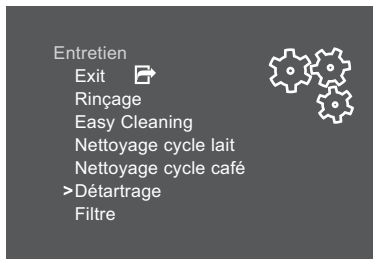 Entretien
Exit
Rinçage
Easy Cleaning
Nettoyage cycle lait
Nettoyage cycle café
>Détartrage
Filtre